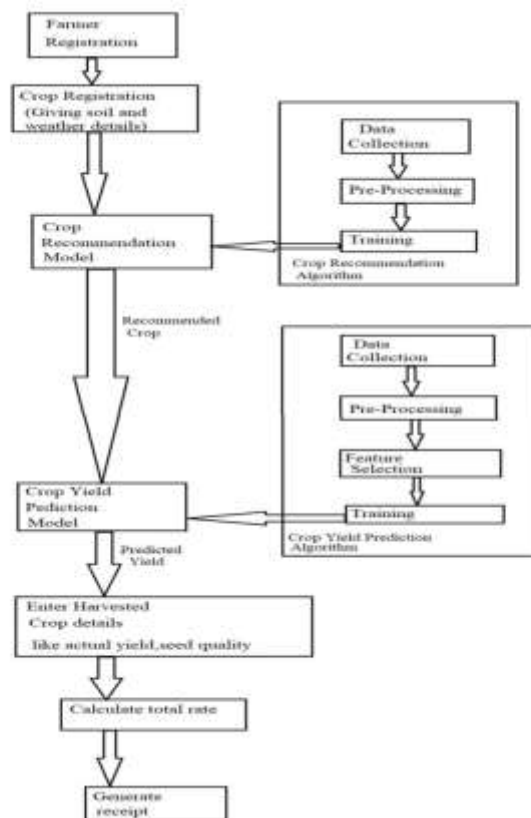 Farmer
Registration
Crop Registration
(Giving soil and
weather details)
Crop
Recommendation
Model
Data
Collection
Pre-Processing
Training
Crop Recommendation
Algorithm
Recommended
Crop
Data
Collection
Pre-Processing
Feature
Selection
Training
Crop Yield Prediction
Algorithm
Crop Yield
Pediction
Model
Predicted
Yield
Enter Harvested
Crop details
like actual yield,seed quality
Calculate total rate
Generate
receipt